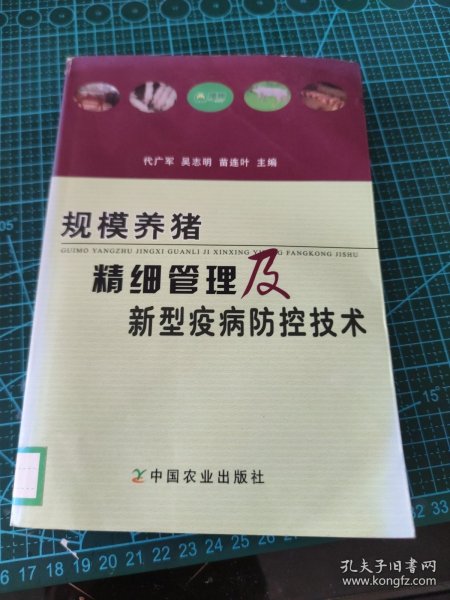 代广军 吴志明 苗连叶 主编
规模养猪
GUIMO YANGZHU JINGXI GUANLI JI XINXING
FANGKONG JISHU
精细管理及
新型疫病防控技术
中国农业出版社
孔夫子旧书网
www.kongfz.com